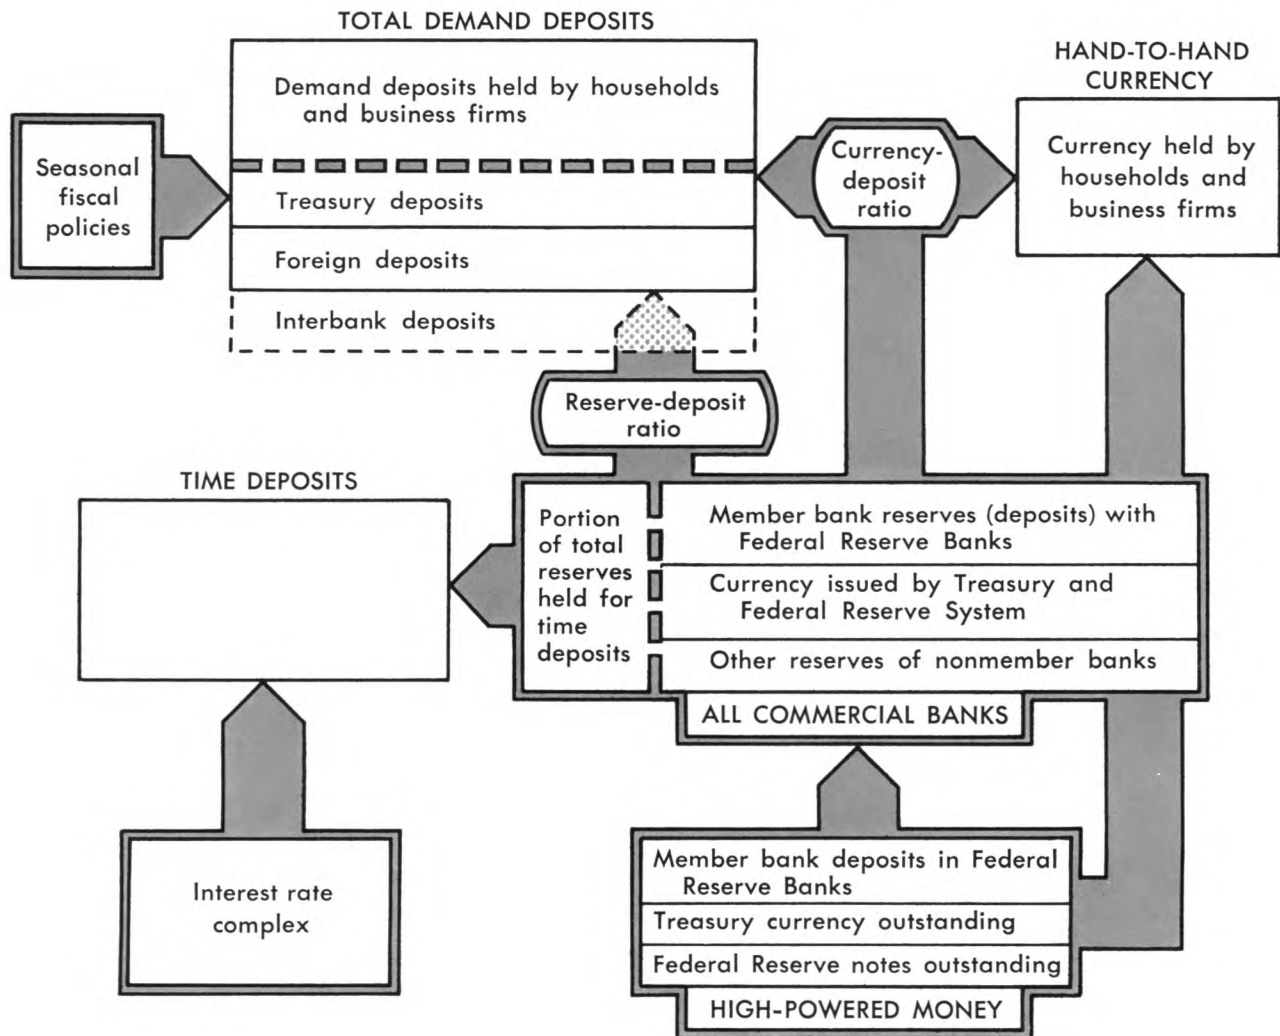 TOTAL DEMAND DEPOSITS
Demand deposits held by households
and business firms
Treasury deposits
Foreign deposits
Interbank deposits
Seasonal
fiscal
policies
Currency-
deposit
ratio
HAND-TO-HAND
CURRENCY
Currency held by
households and
business firms
Reserve-deposit
ratio
TIME DEPOSITS
Portion
of total
reserves
held for
time
deposits
Member bank reserves (deposits) with
Federal Reserve Banks
Currency issued by Treasury and
Federal Reserve System
Other reserves of nonmember banks
ALL COMMERCIAL BANKS
Interest rate
complex
Member bank deposits in Federal
Reserve Banks
Treasury currency outstanding
Federal Reserve notes outstanding
HIGH-POWERED MONEY